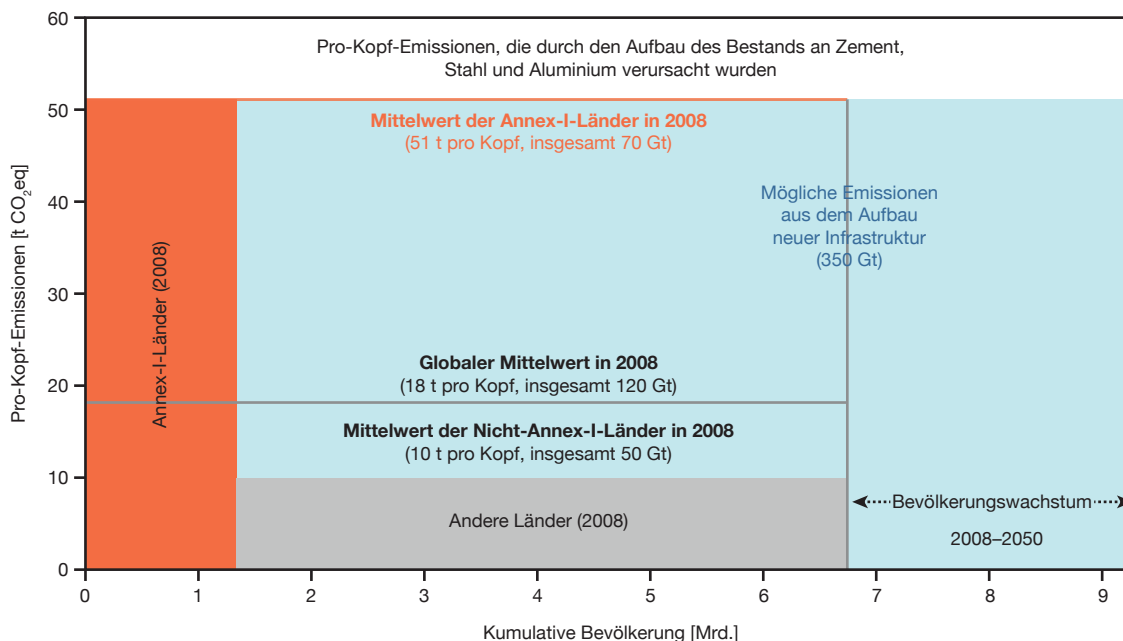 Pro-Kopf-Emissionen, die durch den Aufbau des Bestands an Zement,
Stahl und Aluminium verursacht wurden
Pro-Kopf-Emissionen [t CO₂eq]
60
50
40
30
20
10
0
Annex-I-Länder (2008)
Mittelwert der Annex-I-Länder in 2008
(51 t pro Kopf, insgesamt 70 Gt)
Mögliche Emissionen
aus dem Aufbau
neuer Infrastruktur
(350 Gt)
Globaler Mittelwert in 2008
(18 t pro Kopf, insgesamt 120 Gt)
Mittelwert der Nicht-Annex-I-Länder in 2008
(10 t pro Kopf, insgesamt 50 Gt)
Andere Länder (2008)
Bevölkerungswachstum
2008–2050
0 1 2 3 4 5 6 7 8 9
Kumulative Bevölkerung [Mrd.]